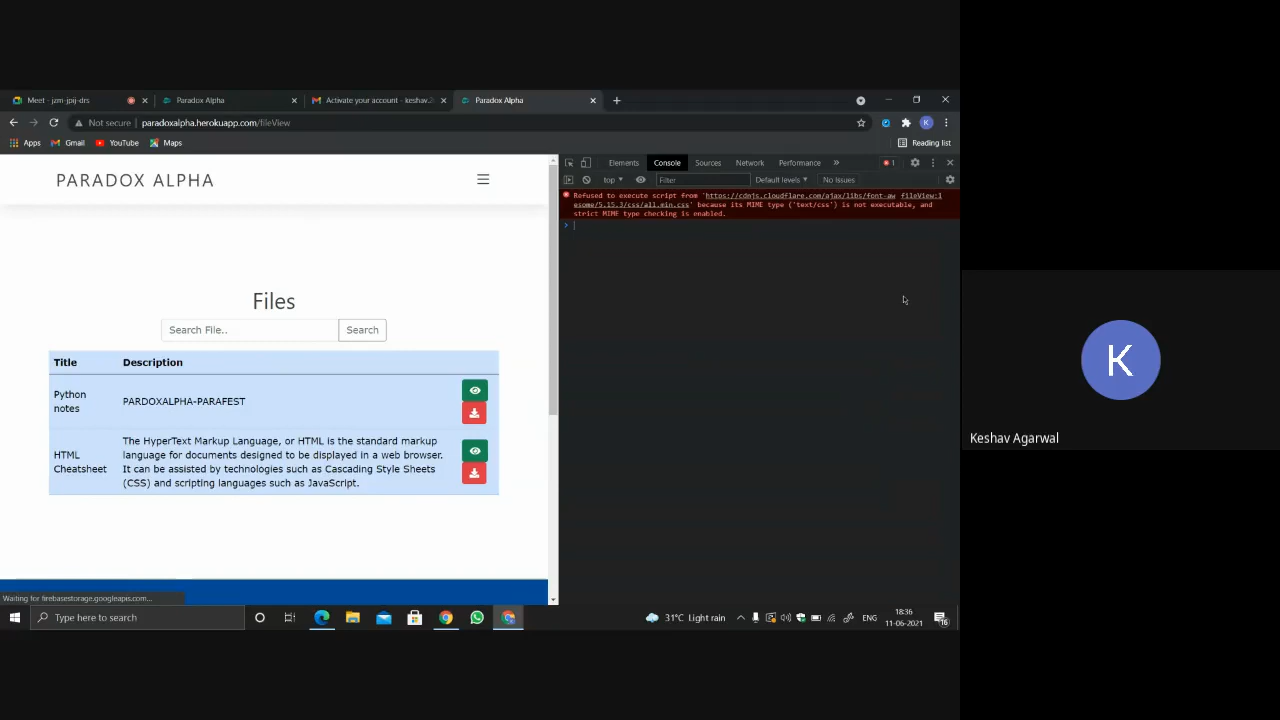 Meet - jzm-jpij-drs
Paradox Alpha
Activate your account - keshav.2
Paradox Alpha
Not secure
paradoxalpha.herokuapp.com/fileView
K
Apps
Gmail
YouTube
Maps
Reading list
PARADOX ALPHA
Elements
Console
Sources
Network
Performance
»
1
top
Filter
Default levels
No Issues
Refused to execute script from 'https://cdnjs.cloudflare.com/ajax/libs/font-aw fileView:1
esome/5.15.3/css/all.min.css' because its MIME type ('text/css') is not executable, and
strict MIME type checking is enabled.
Files
Search File..
Search
Title Description
Python
notes
PARDOXALPHA-PARAFEST
HTML
Cheatsheet
The HyperText Markup Language, or HTML is the standard markup
language for documents designed to be displayed in a web browser.
It can be assisted by technologies such as Cascading Style Sheets
(CSS) and scripting languages such as JavaScript.
Waiting for firebasestorage.googleapis.com...
Type here to search
31°C Light rain
ENG
18:36
11-06-2021
16
K
Keshav Agarwal